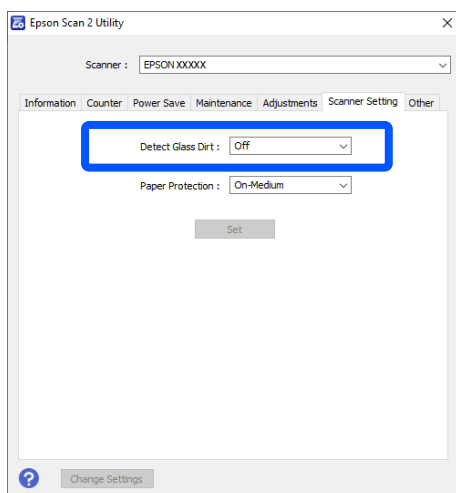 Epson Scan 2 Utility
Scanner : EPSON XXXXX
Information Counter Power Save Maintenance Adjustments Scanner Setting Other
Detect Glass Dirt : Off
Paper Protection : On-Medium
Set
? Change Settings